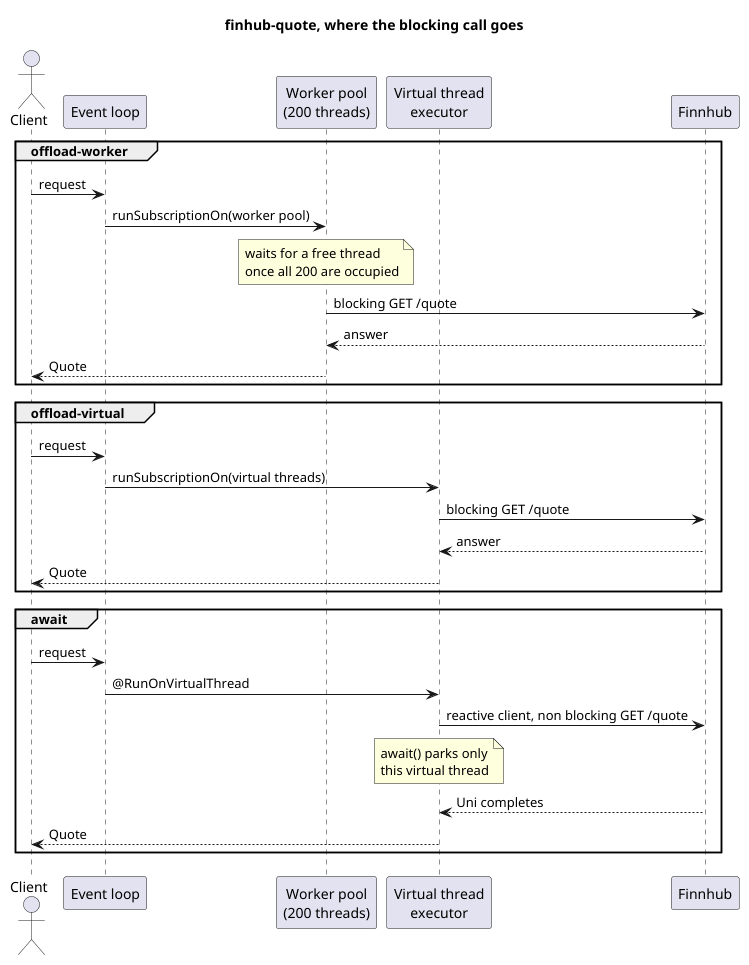 finhub-quote, where the blocking call goes
Client
Event loop
Worker pool
(200 threads)
Virtual thread
executor
Finnhub
offload-worker
request
runSubscriptionOn(worker pool)
waits for a free thread
once all 200 are occupied
blocking GET /quote
answer
Quote
offload-virtual
request
runSubscriptionOn(virtual threads)
blocking GET /quote
answer
Quote
await
request
@RunOnVirtualThread
reactive client, non blocking GET /quote
await() parks only
this virtual thread
Uni completes
Quote
Client
Event loop
Worker pool
(200 threads)
Virtual thread
executor
Finnhub